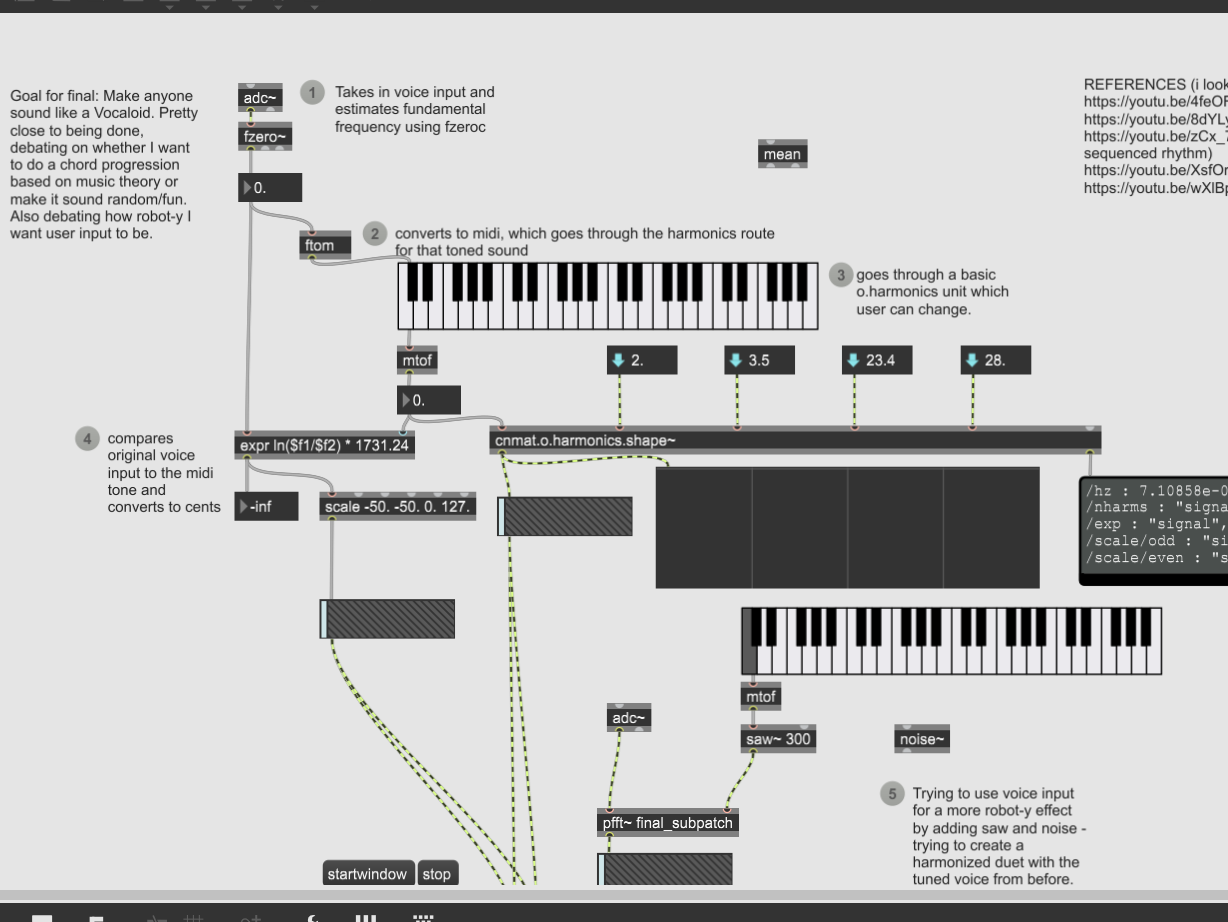 Goal for final: Make anyone
sound like a Vocaloid. Pretty
close to being done,
debating on whether I want
to do a chord progression
based on music theory or
make it sound random/fun.
Also debating how robot-y I
want user input to be.
adc~
fzero~
0.
1
Takes in voice input and
estimates fundamental
frequency using fzeroc
mean
REFERENCES (i look
https://youtu.be/4feOF
https://youtu.be/8dYLy
https://youtu.be/zCx_
sequenced rhythm)
https://youtu.be/XsfOr
https://youtu.be/wXlBp
ftom
2
converts to midi, which goes through the harmonics route
for that toned sound
3
goes through a basic
o.harmonics unit which
user can change.
mtof
0.
2.
3.5
23.4
28.
4
compares
original voice
input to the midi
tone and
converts to cents
expr ln($f1/$f2) * 1731.24
cnmat.o.harmonics.shape~
-inf
scale -50. -50. 0. 127.
/hz : 7.10858e-0
/nharms : "signa
/exp : "signal",
/scale/odd : "si
/scale/even : "s
mtof
adc~
saw~ 300
noise~
pfft~ final_subpatch
5
Trying to use voice input
for a more robot-y effect
by adding saw and noise -
trying to create a
harmonized duet with the
tuned voice from before.
startwindow
stop